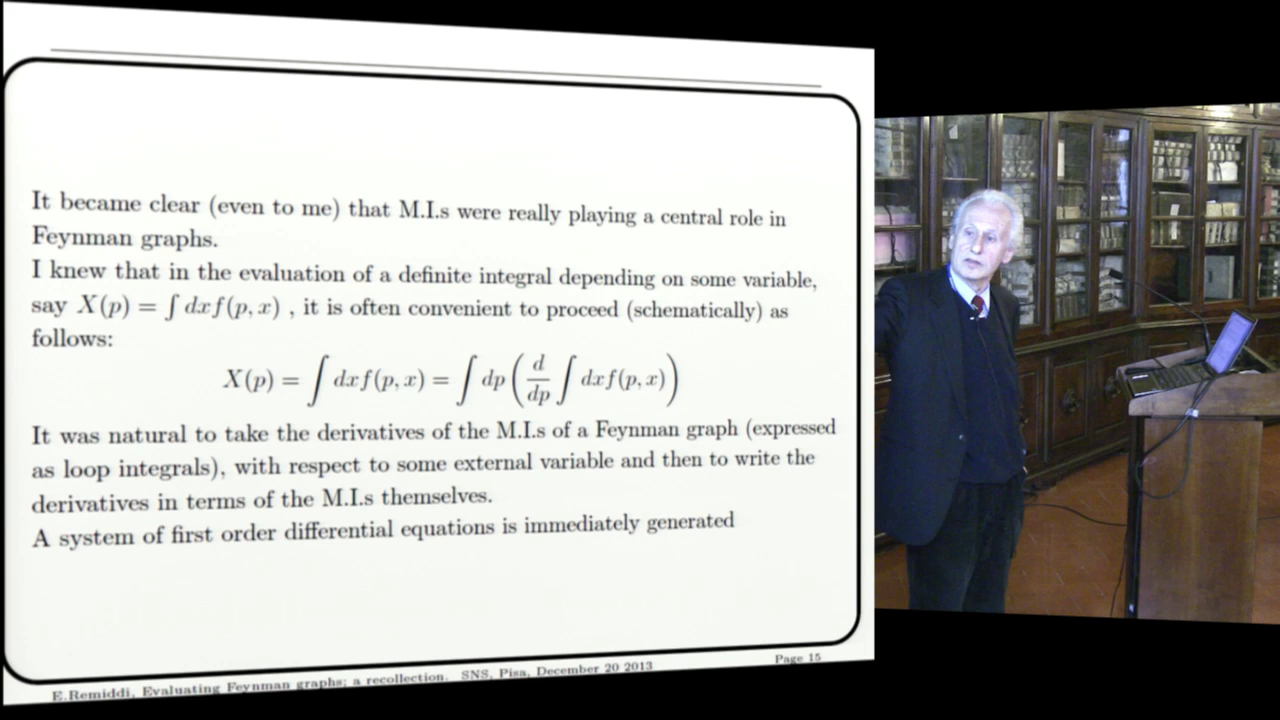 It became clear (even to me) that M.I.s were really playing a central role in
Feynman graphs.
I knew that in the evaluation of a definite integral depending on some variable,
say X(p) = ∫ dxf(p, x) , it is often convenient to proceed (schematically) as
follows:
X(p) = ∫ dxf(p, x) = ∫ dp ( d/dp ∫ dxf(p, x) )
It was natural to take the derivatives of the M.I.s of a Feynman graph (expressed
as loop integrals), with respect to some external variable and then to write the
derivatives in terms of the M.I.s themselves.
A system of first order differential equations is immediately generated
E.Remiddi, Evaluating Feynman graphs; a recollection. SNS, Pisa, December 20 2013 Page 15